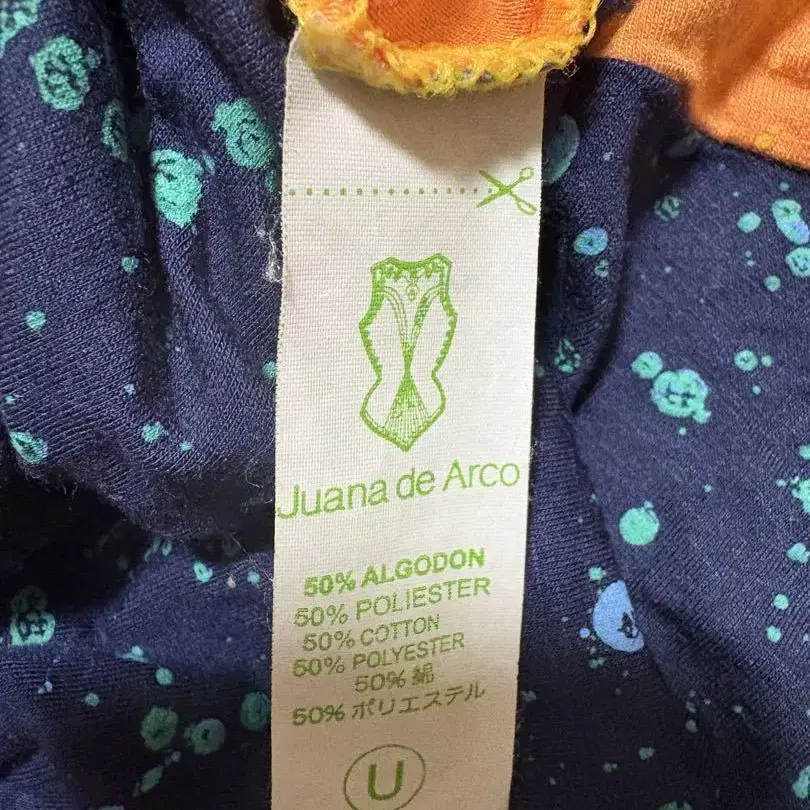 Juana de Arco
50% ALGODON
50% POLIESTER
50% COTTON
50% POLYESTER
50% 綿
50% ポリエステル
U